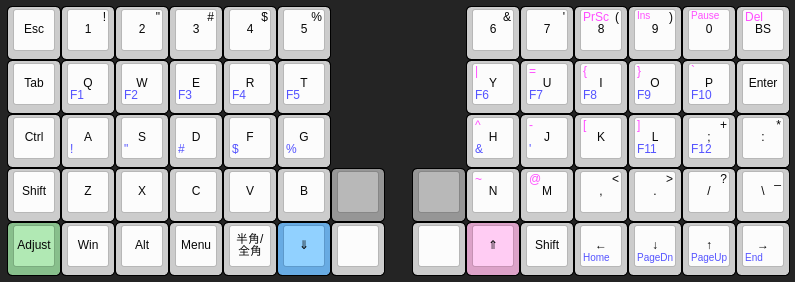 Esc ! 1 " 2 # 3 $ 4 % 5 & 6 ' 7 PrSc ( 8 Ins ) 9 Pause 0 Del BS
Tab Q F1 W F2 E F3 R F4 T F5 | Y F6 = U F7 { I F8 } O F9 ` P F10 Enter
Ctrl A ! S " D # F $ G % ^ H & - J ' [ K ] L F11 + ; F12 * :
Shift Z X C V B ~ N @ M < , > . ? / _ \
Adjust Win Alt Menu 半角/ ⇓ ⇑ Shift ← ↓ ↑ →
全角 Home PageDn PageUp End